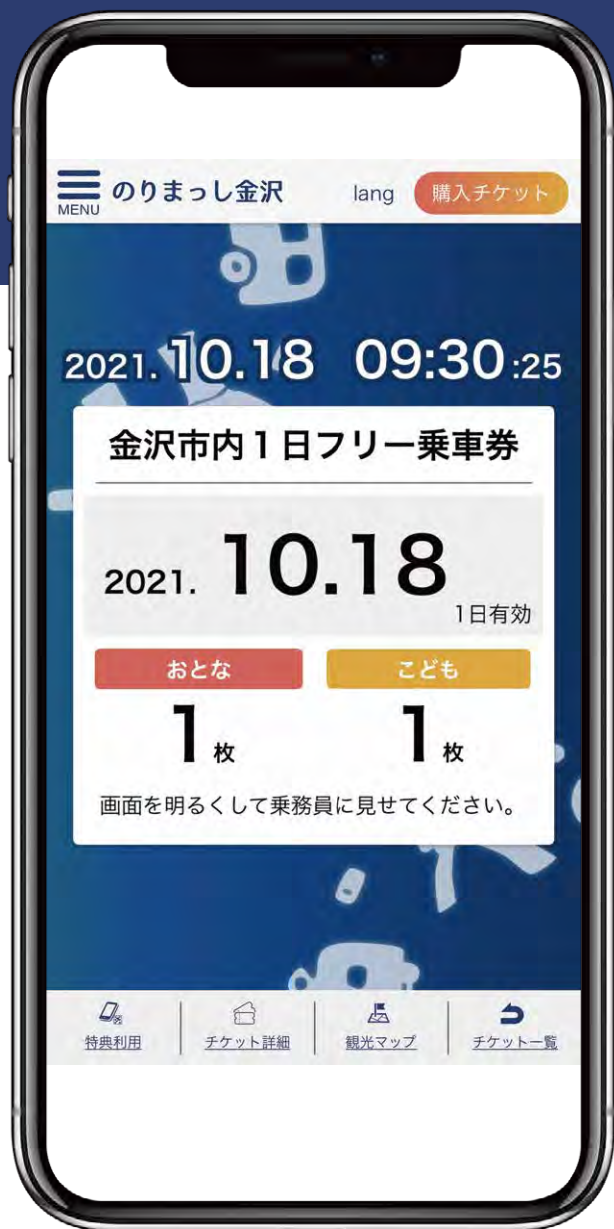 MENU のりまっし金沢 lang 購入チケット
2021.10.18 09:30:25
金沢市内1日フリー乗車券
2021. 10.18
1日有効
おとな こども
1枚 1枚
画面を明るくして乗務員に見せてください。
特典利用 チケット詳細 観光マップ チケット一覧